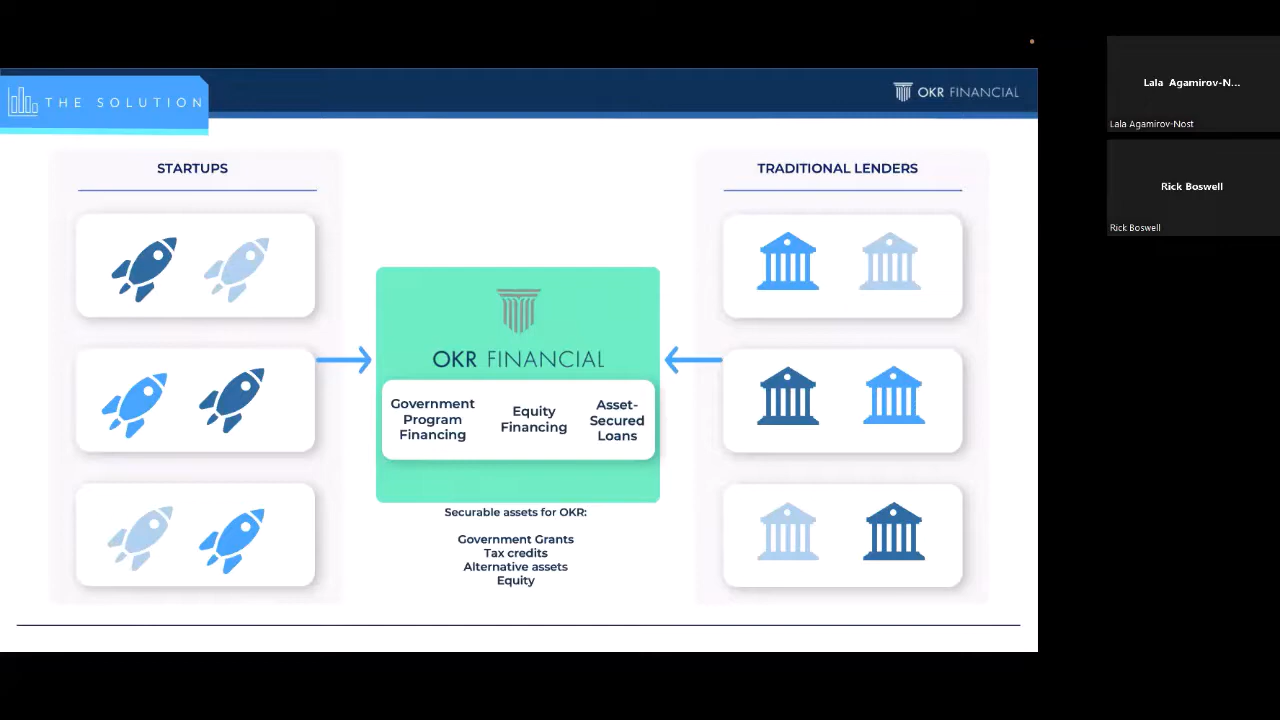 THE SOLUTION
OKR FINANCIAL
STARTUPS
TRADITIONAL LENDERS
OKR FINANCIAL
Government
Program
Financing
Equity
Financing
Asset-
Secured
Loans
Securable assets for OKR:
Government Grants
Tax credits
Alternative assets
Equity
Lala Agamirov-N...
Lala Agamirov-Nost
Rick Boswell
Rick Boswell